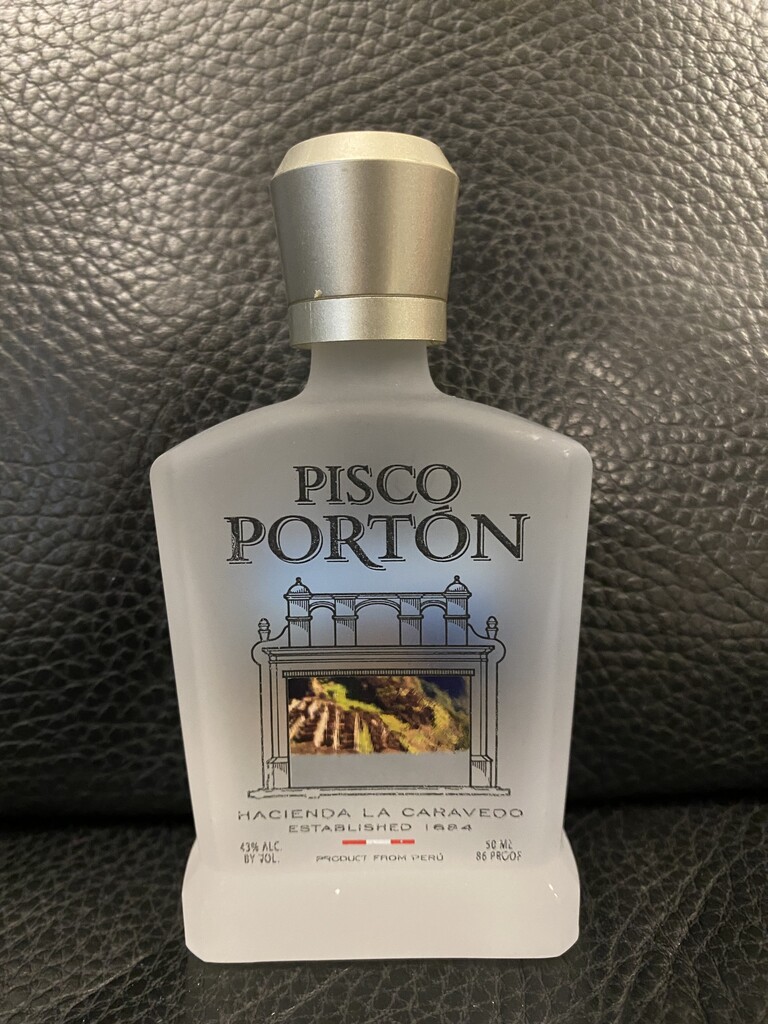 PISCO
PORTÓN
HACIENDA LA CARAVEDO
ESTABLISHED 1684
43% ALC.
BY VOL.
PRODUCT FROM PERÚ
50 ML
86 PROOF